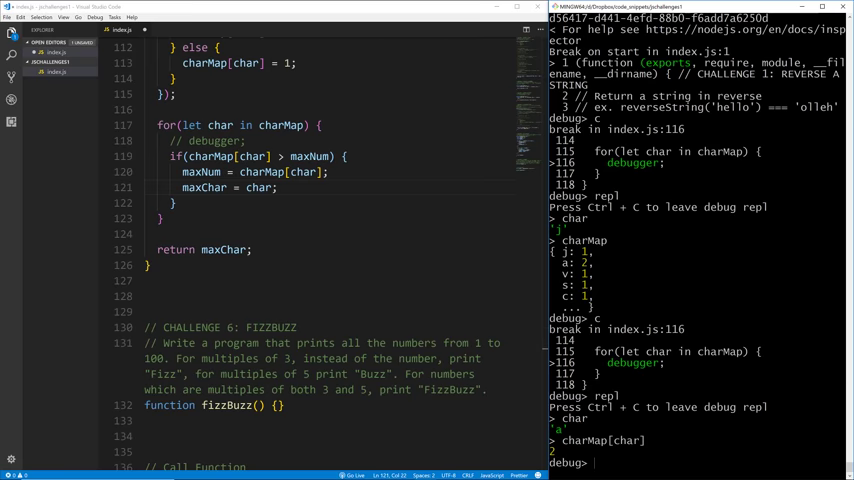 index.js - jschallenges1 - Visual Studio Code
File Edit Selection View Go Debug Tasks Help
EXPLORER
OPEN EDITORS 1 UNSAVED
index.js
JSCHALLENGES1
index.js
index.js
112 } else {
113 charMap[char] = 1;
114 }
115 });
116
117 for(let char in charMap) {
118 // debugger;
119 if(charMap[char] > maxNum) {
120 maxNum = charMap[char];
121 maxChar = char;
122 }
123 }
124
125 return maxChar;
126 }
127
128
129
130 // CHALLENGE 6: FIZZBUZZ
131 // Write a program that prints all the numbers from 1 to
100. For multiples of 3, instead of the number, print
"Fizz", for multiples of 5 print "Buzz". For numbers
which are multiples of both 3 and 5, print "FizzBuzz".
132 function fizzBuzz() {}
133
134
135
136 // Call Function
0 0
Go Live Ln 121, Col 22 Spaces: 2 UTF-8 CRLF JavaScript Prettier
MINGW64:/d/Dropbox/code_snippets/jschallenges1
d56417-d441-4efd-88b0-f6add7a6250d
< For help see https://nodejs.org/en/docs/insp
ector
Break on start in index.js:1
> 1 (function (exports, require, module, __fil
ename, __dirname) { // CHALLENGE 1: REVERSE A
STRING
2 // Return a string in reverse
3 // ex. reverseString('hello') === 'olleh'
debug> c
break in index.js:116
114
115 for(let char in charMap) {
>116 debugger;
117 }
118 }
debug> repl
Press Ctrl + C to leave debug repl
> char
'j'
> charMap
{ j: 1,
a: 2,
v: 1,
s: 1,
c: 1,
... }
debug> c
break in index.js:116
114
115 for(let char in charMap) {
>116 debugger;
117 }
118 }
debug> repl
Press Ctrl + C to leave debug repl
> char
'a'
> charMap[char]
2
debug>